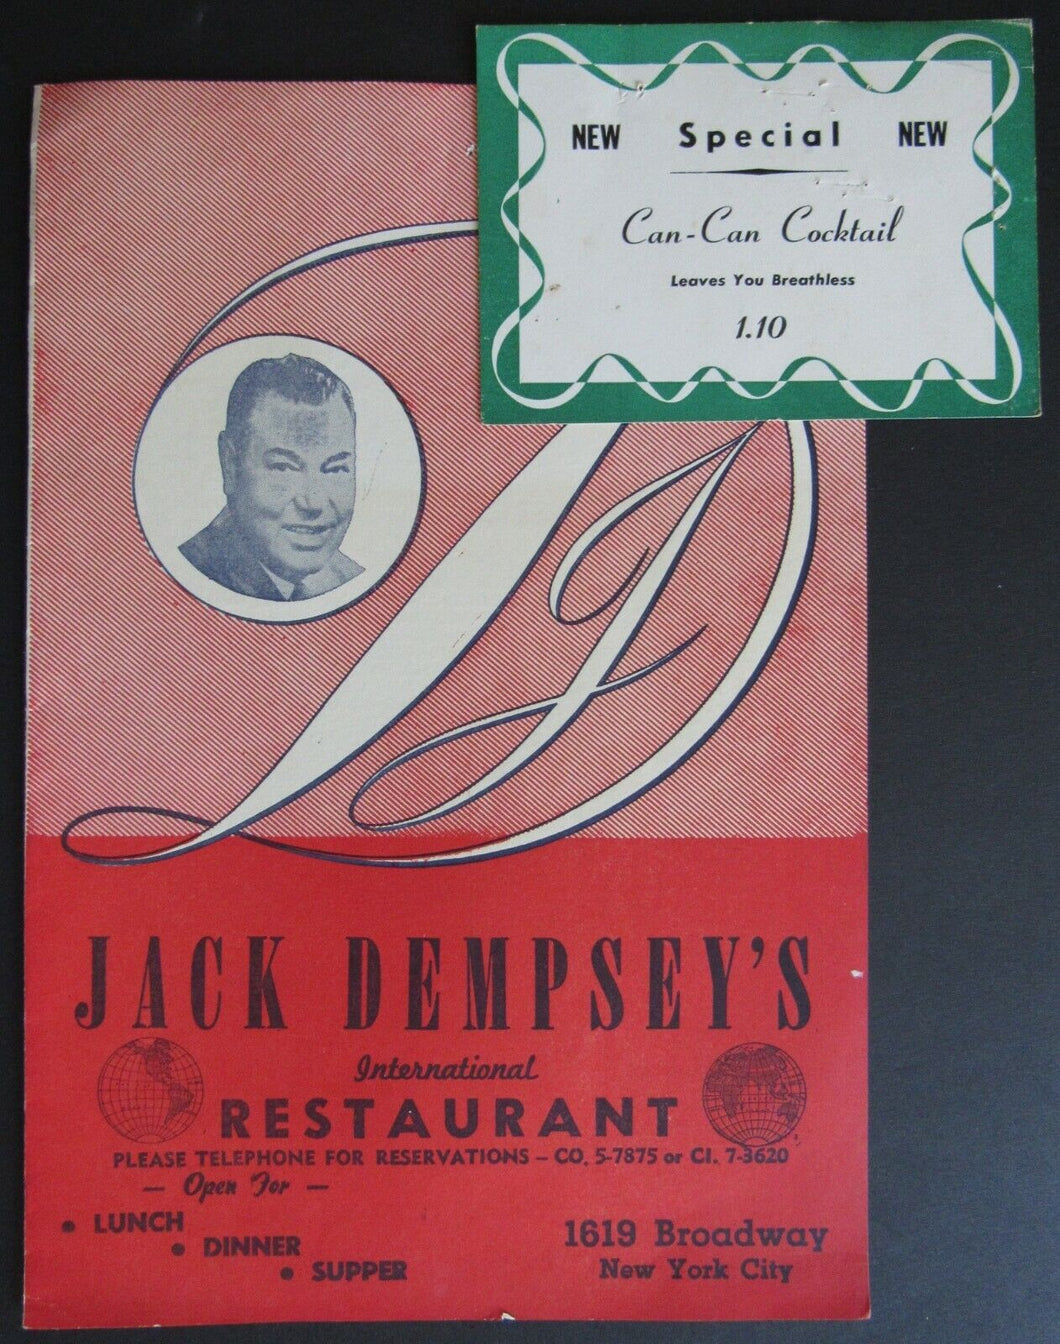 NEW Special NEW
Can-Can Cocktail
Leaves You Breathless
1.10
D
JACK DEMPSEY'S
International
RESTAURANT
PLEASE TELEPHONE FOR RESERVATIONS – CO. 5-7875 or CI. 7-3620
— Open For —
• LUNCH
• DINNER
• SUPPER
1619 Broadway
New York City